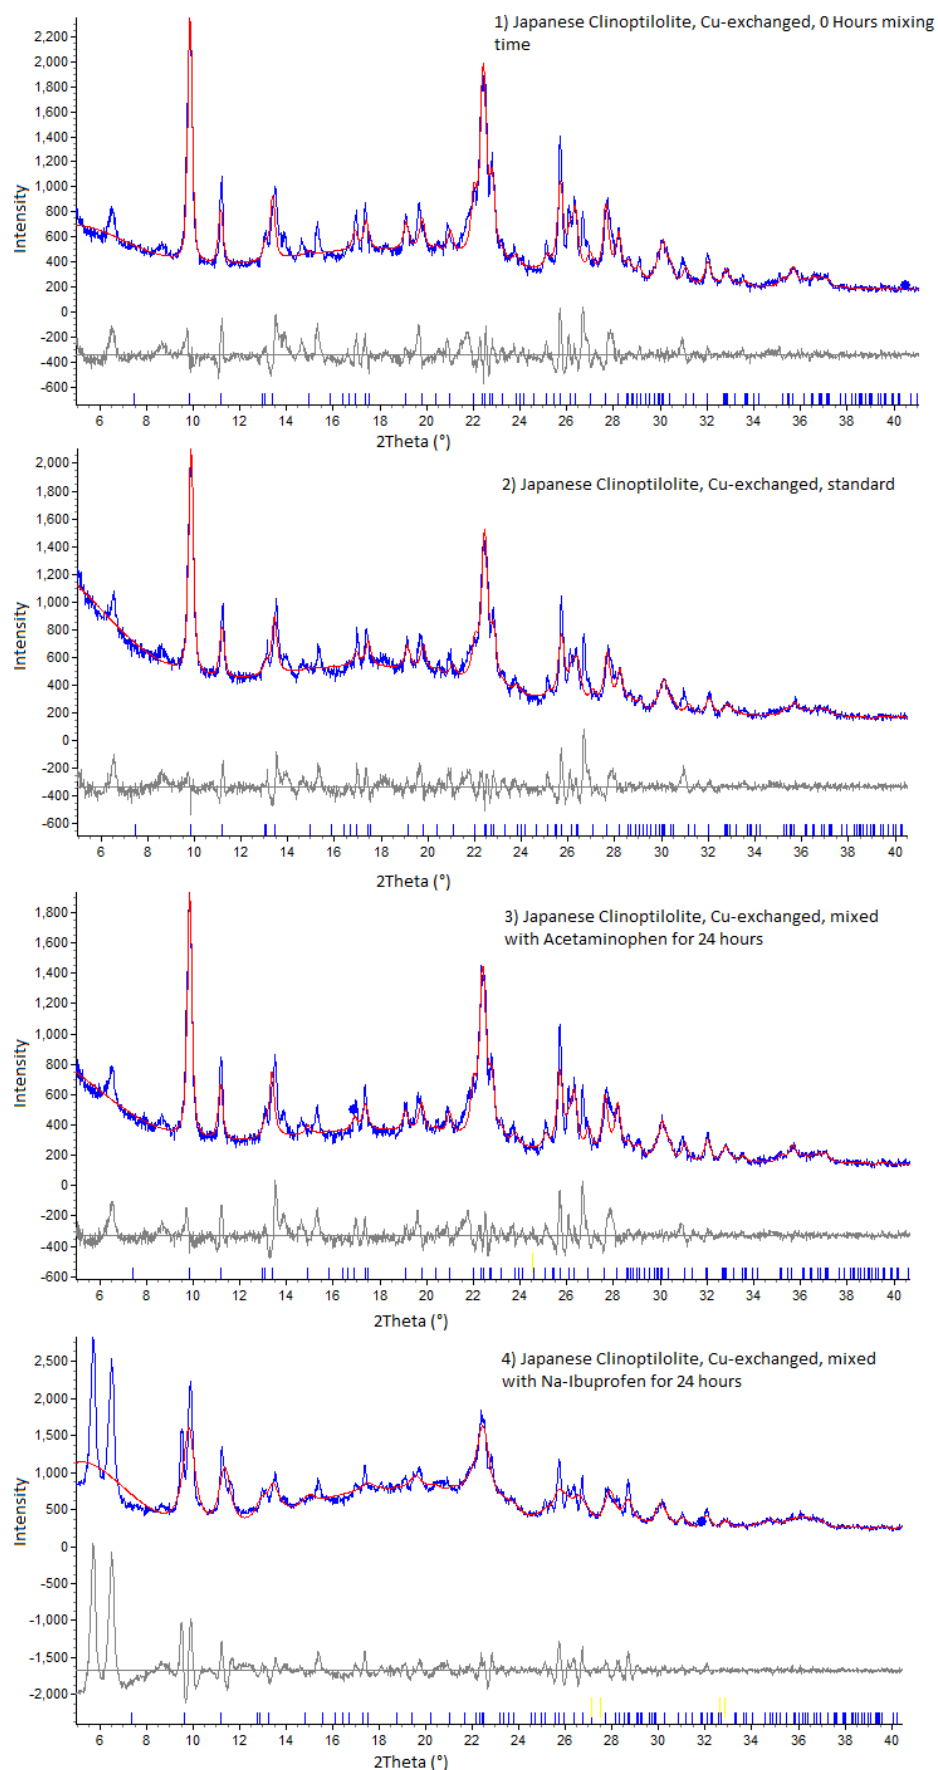 1) Japanese Clinoptilolite, Cu-exchanged, 0 Hours mixing
time
2,200
2,000
1,800
1,600
1,400
1,200
1,000
800
600
400
200
0
-200
-400
-600
Intensity
6 8 10 12 14 16 18 20 22 24 26 28 30 32 34 36 38 40
2Theta (°)
2) Japanese Clinoptilolite, Cu-exchanged, standard
2,000
1,800
1,600
1,400
1,200
1,000
800
600
400
200
0
-200
-400
-600
Intensity
6 8 10 12 14 16 18 20 22 24 26 28 30 32 34 36 38 40
2Theta (°)
3) Japanese Clinoptilolite, Cu-exchanged, mixed
with Acetaminophen for 24 hours
1,800
1,600
1,400
1,200
1,000
800
600
400
200
0
-200
-400
-600
Intensity
6 8 10 12 14 16 18 20 22 24 26 28 30 32 34 36 38 40
2Theta (°)
4) Japanese Clinoptilolite, Cu-exchanged, mixed
with Na-Ibuprofen for 24 hours
2,500
2,000
1,500
1,000
500
0
-500
-1,000
-1,500
-2,000
Intensity
6 8 10 12 14 16 18 20 22 24 26 28 30 32 34 36 38 40
2Theta (°)